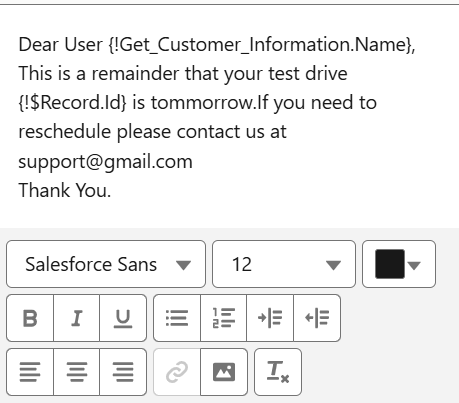 Dear User {!Get_Customer_Information.Name},
This is a remainder that your test drive
{!$Record.Id} is tommorrow.If you need to
reschedule please contact us at
support@gmail.com
Thank You.
Salesforce Sans 12
B I U